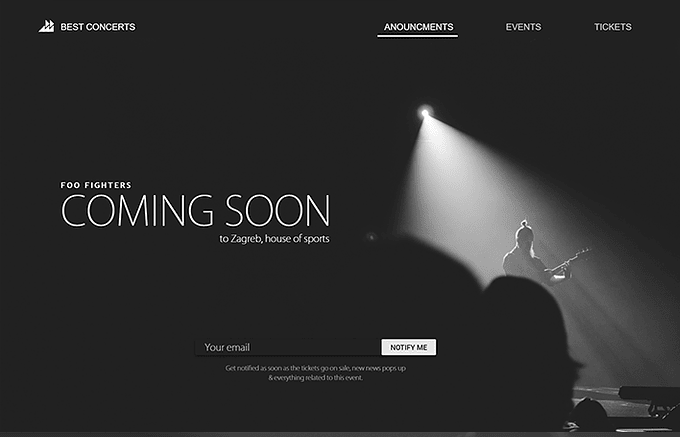 BEST CONCERTS
ANOUNCMENTS
EVENTS
TICKETS
FOO FIGHTERS
COMING SOON
to Zagreb, house of sports
Your email
NOTIFY ME
Get notified as soon as the tickets go on sale, new news pops up
& everything related to this event.